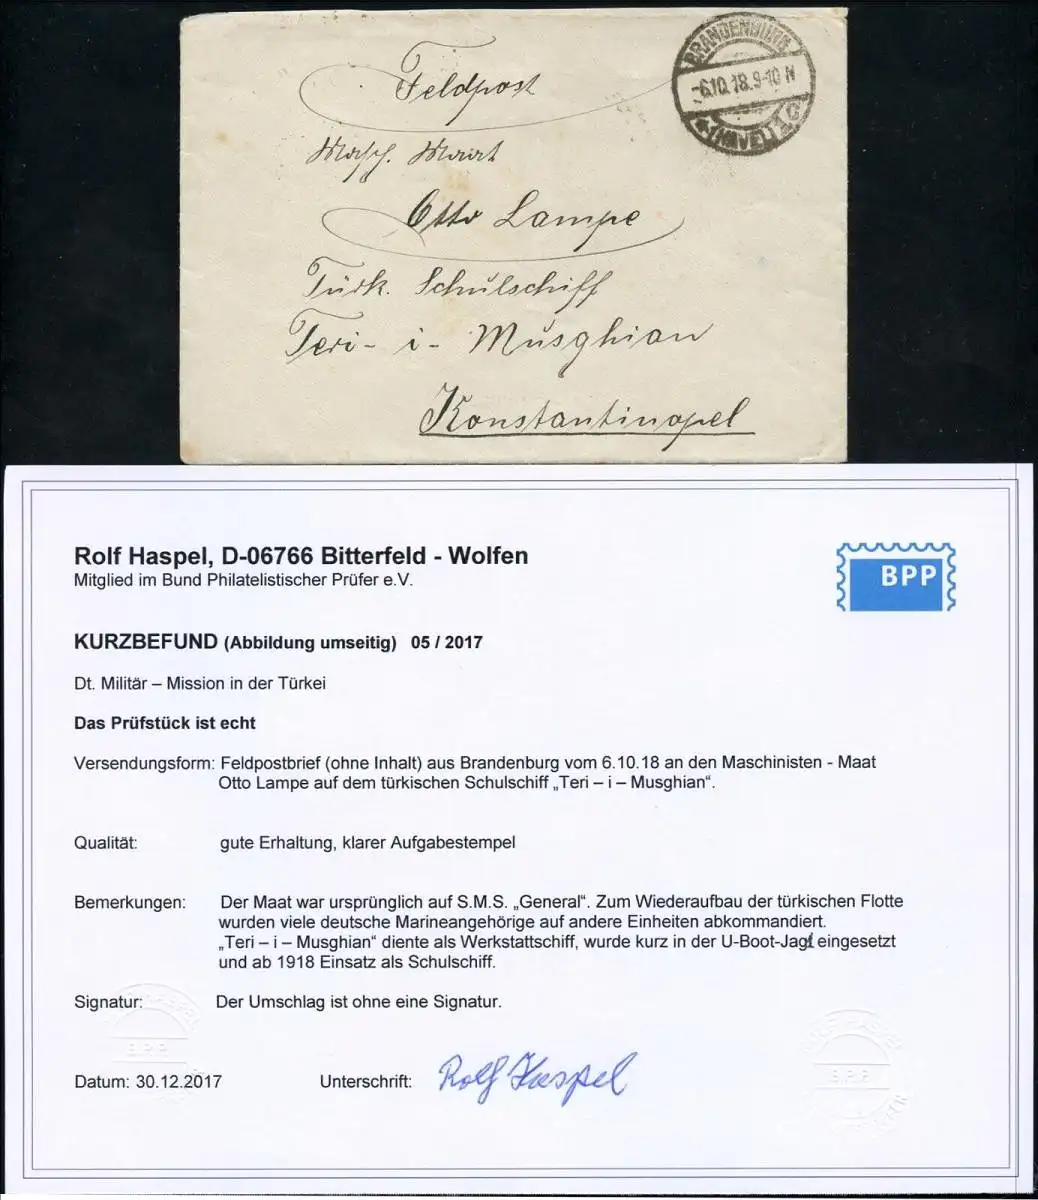 Feldpost
BRANDENBURG
-6.10.18.9-10 N
*(HAVEL)1C
Masch. Maat
Otto Lampe
Türk. Schulschiff
Teri- i- Musghian
Konstantinopel
Rolf Haspel, D-06766 Bitterfeld - Wolfen
Mitglied im Bund Philatelistischer Prüfer e.V.
BPP
KURZBEFUND (Abbildung umseitig) 05 / 2017
Dt. Militär – Mission in der Türkei
Das Prüfstück ist echt
Versendungsform: Feldpostbrief (ohne Inhalt) aus Brandenburg vom 6.10.18 an den Maschinisten - Maat
Otto Lampe auf dem türkischen Schulschiff „Teri – i – Musghian“.
Qualität: gute Erhaltung, klarer Aufgabestempel
Bemerkungen: Der Maat war ursprünglich auf S.M.S. „General“. Zum Wiederaufbau der türkischen Flotte
wurden viele deutsche Marineangehörige auf andere Einheiten abkommandiert.
„Teri – i – Musghian“ diente als Werkstattschiff, wurde kurz in der U-Boot-Jagd eingesetzt
und ab 1918 Einsatz als Schulschiff.
Signatur: Der Umschlag ist ohne eine Signatur.
Datum: 30.12.2017 Unterschrift: Rolf Haspel